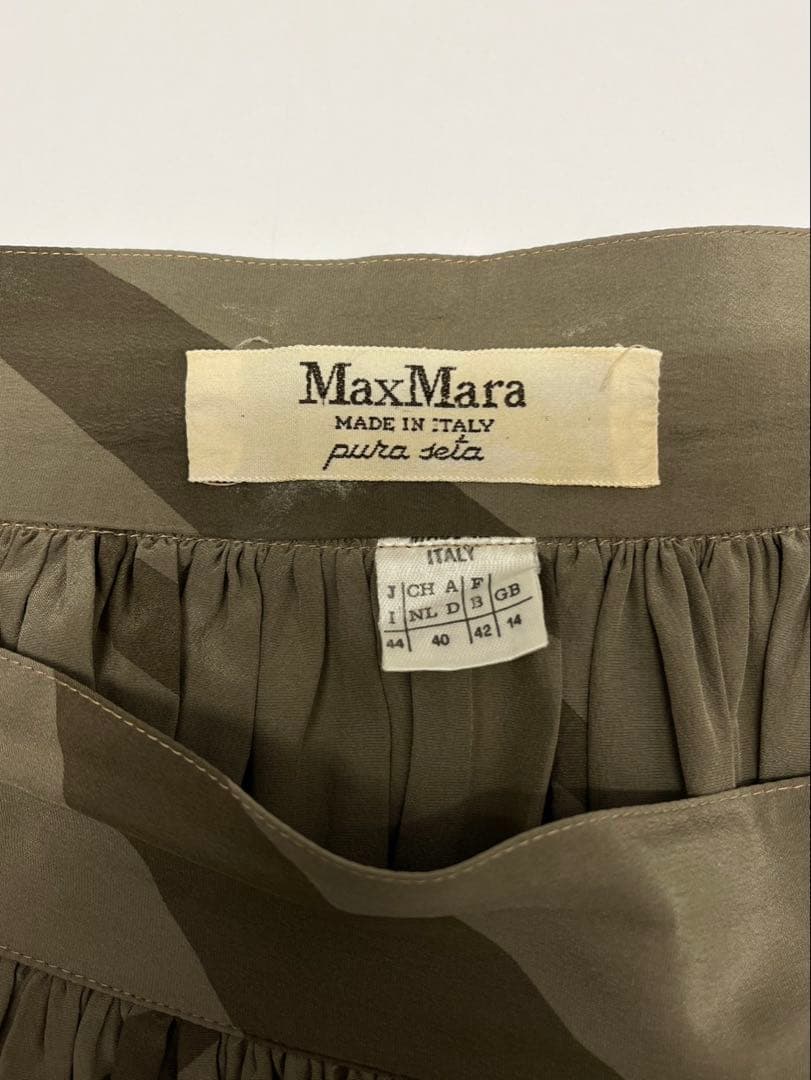 MaxMara
MADE IN ITALY
pura seta
ITALY
J CH A F GB
I NL D B
44 40 42 14